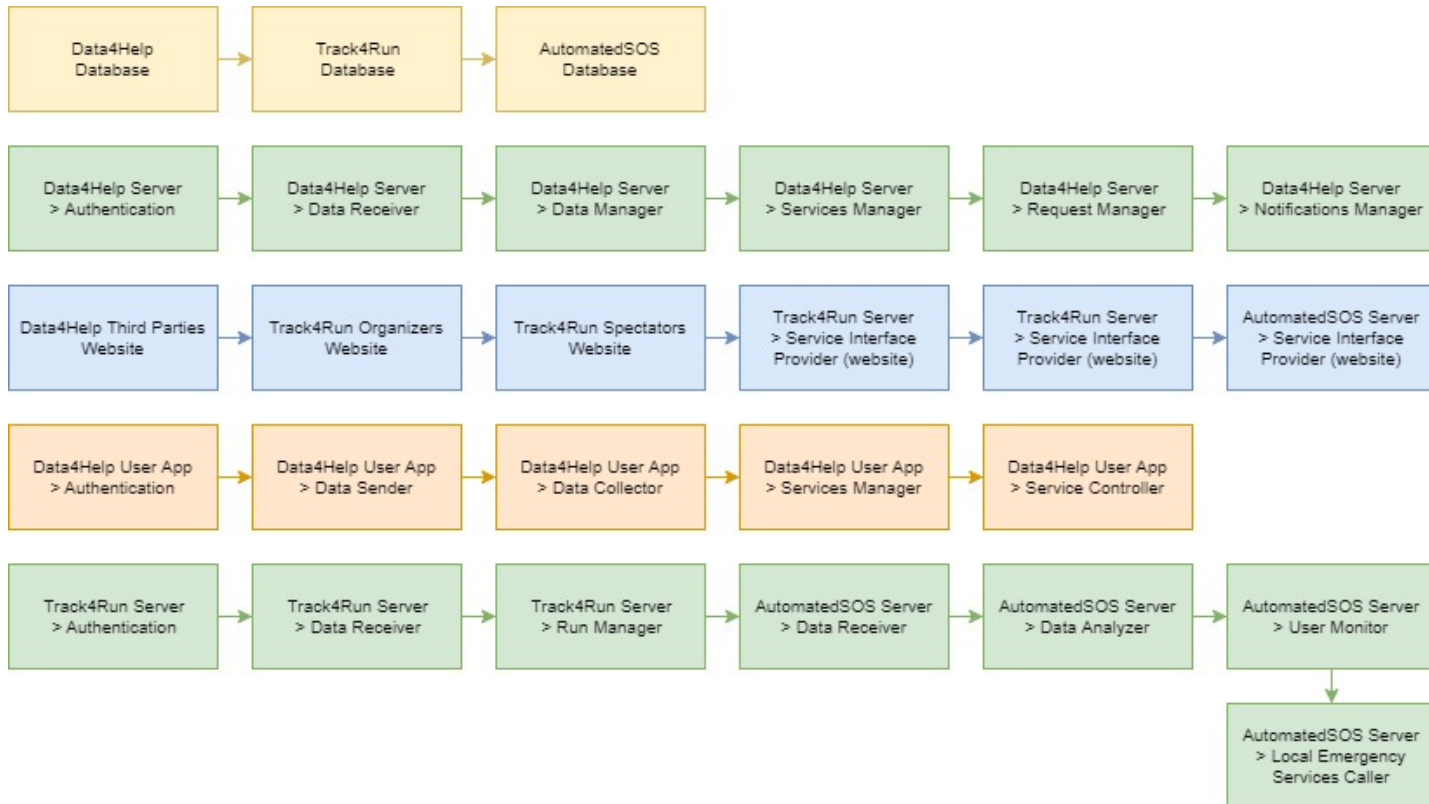 Data4Help
Database
Track4Run
Database
AutomatedSOS
Database
Data4Help Server
> Authentication
Data4Help Server
> Data Receiver
Data4Help Server
> Data Manager
Data4Help Server
> Services Manager
Data4Help Server
> Request Manager
Data4Help Server
> Notifications Manager
Data4Help Third Parties
Website
Track4Run Organizers
Website
Track4Run Spectators
Website
Track4Run Server
> Service Interface
Provider (website)
Track4Run Server
> Service Interface
Provider (website)
AutomatedSOS Server
> Service Interface
Provider (website)
Data4Help User App
> Authentication
Data4Help User App
> Data Sender
Data4Help User App
> Data Collector
Data4Help User App
> Services Manager
Data4Help User App
> Service Controller
Track4Run Server
> Authentication
Track4Run Server
> Data Receiver
Track4Run Server
> Run Manager
AutomatedSOS Server
> Data Receiver
AutomatedSOS Server
> Data Analyzer
AutomatedSOS Server
> User Monitor
AutomatedSOS Server
> Local Emergency
Services Caller